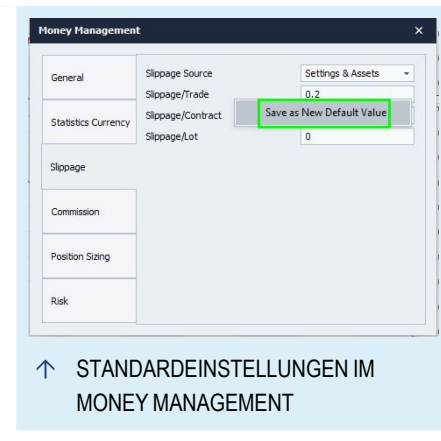 Money Management ×
General
Statistics Currency
Slippage
Commission
Position Sizing
Risk
Slippage Source Settings & Assets
Slippage/Trade 0.2
Slippage/Contract Save as New Default Value
Slippage/Lot 0
↑ STANDARDEINSTELLUNGEN IM
MONEY MANAGEMENT